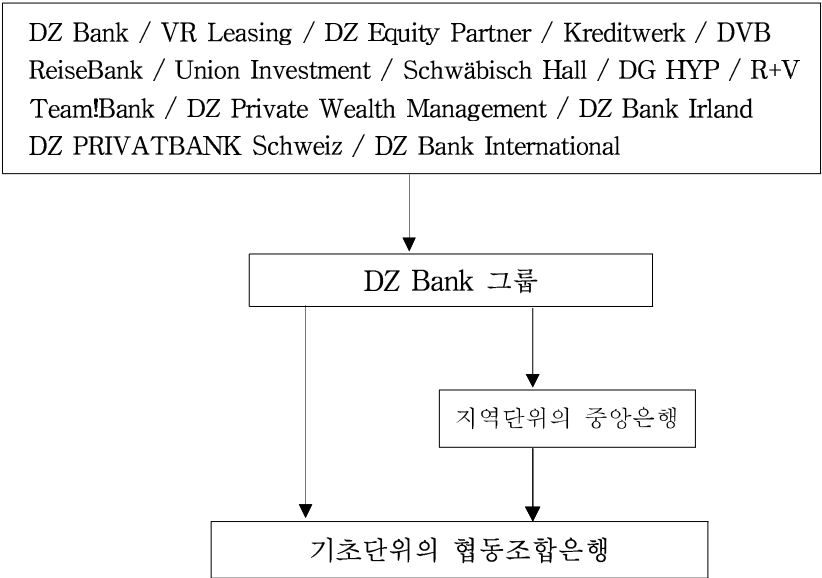 DZ Bank / VR Leasing / DZ Equity Partner / Kreditwerk / DVB
ReiseBank / Union Investment / Schwäbisch Hall / DG HYP / R+V
Team!Bank / DZ Private Wealth Management / DZ Bank Irland
DZ PRIVATBANK Schweiz / DZ Bank International
DZ Bank 그룹
지역단위의 중앙은행
기초단위의 협동조합은행